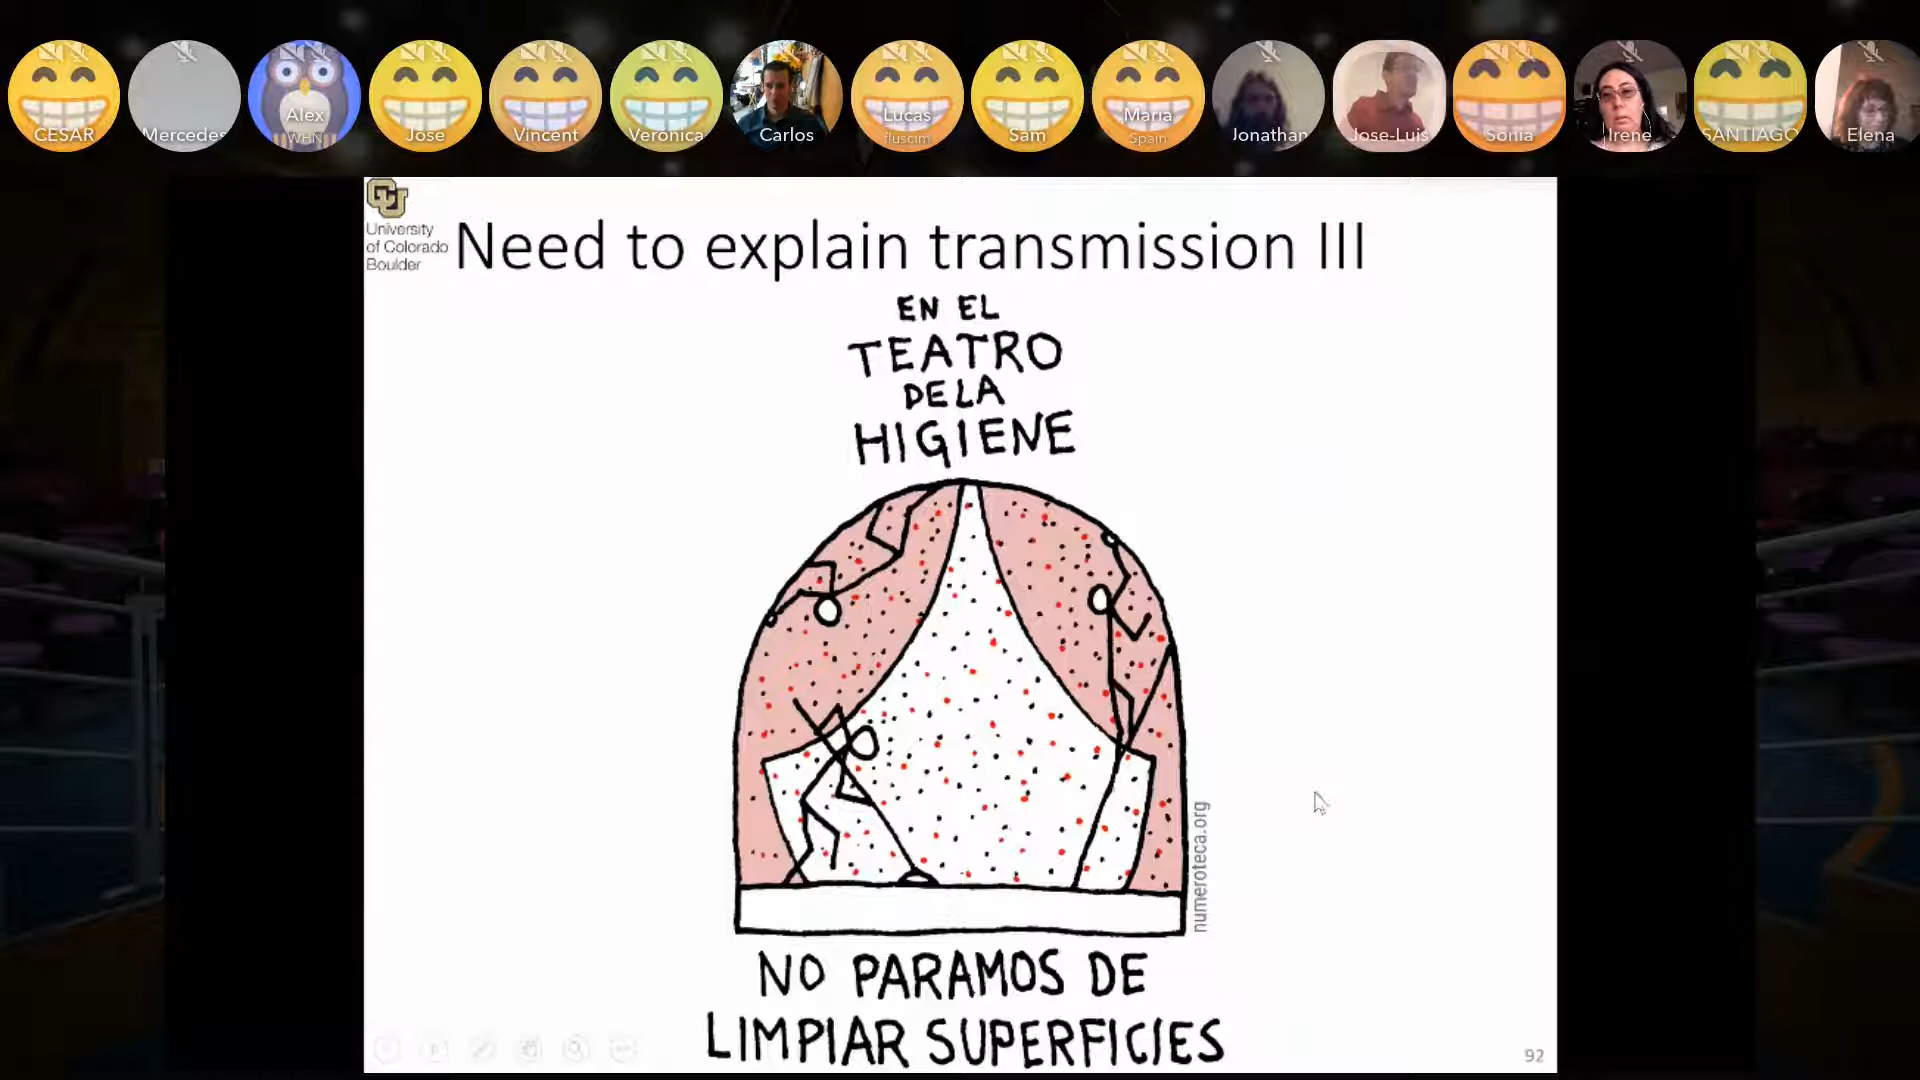 CESAR
Mercedes
Alex
WHN
Jose
Vincent
Veronica
Carlos
Lucas
fluscim
Sam
Maria
Spain
Jonathan
Jose-Luis
Sonia
Irene
SANTIAGO
Elena
CU
University
of Colorado
Boulder
Need to explain transmission III
EN EL
TEATRO
DE LA
HIGIENE
numeroteca.org
NO PARAMOS DE
LIMPIAR SUPERFICIES
92